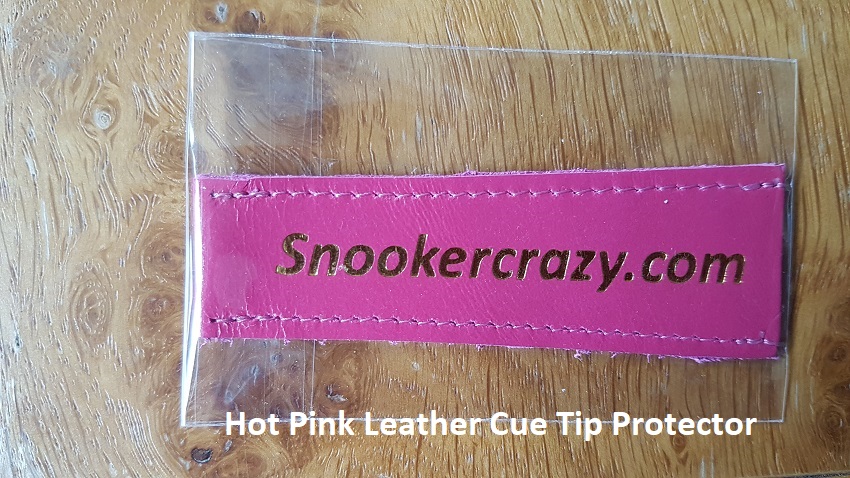 Snookercrazy.com
Hot Pink Leather Cue Tip Protector